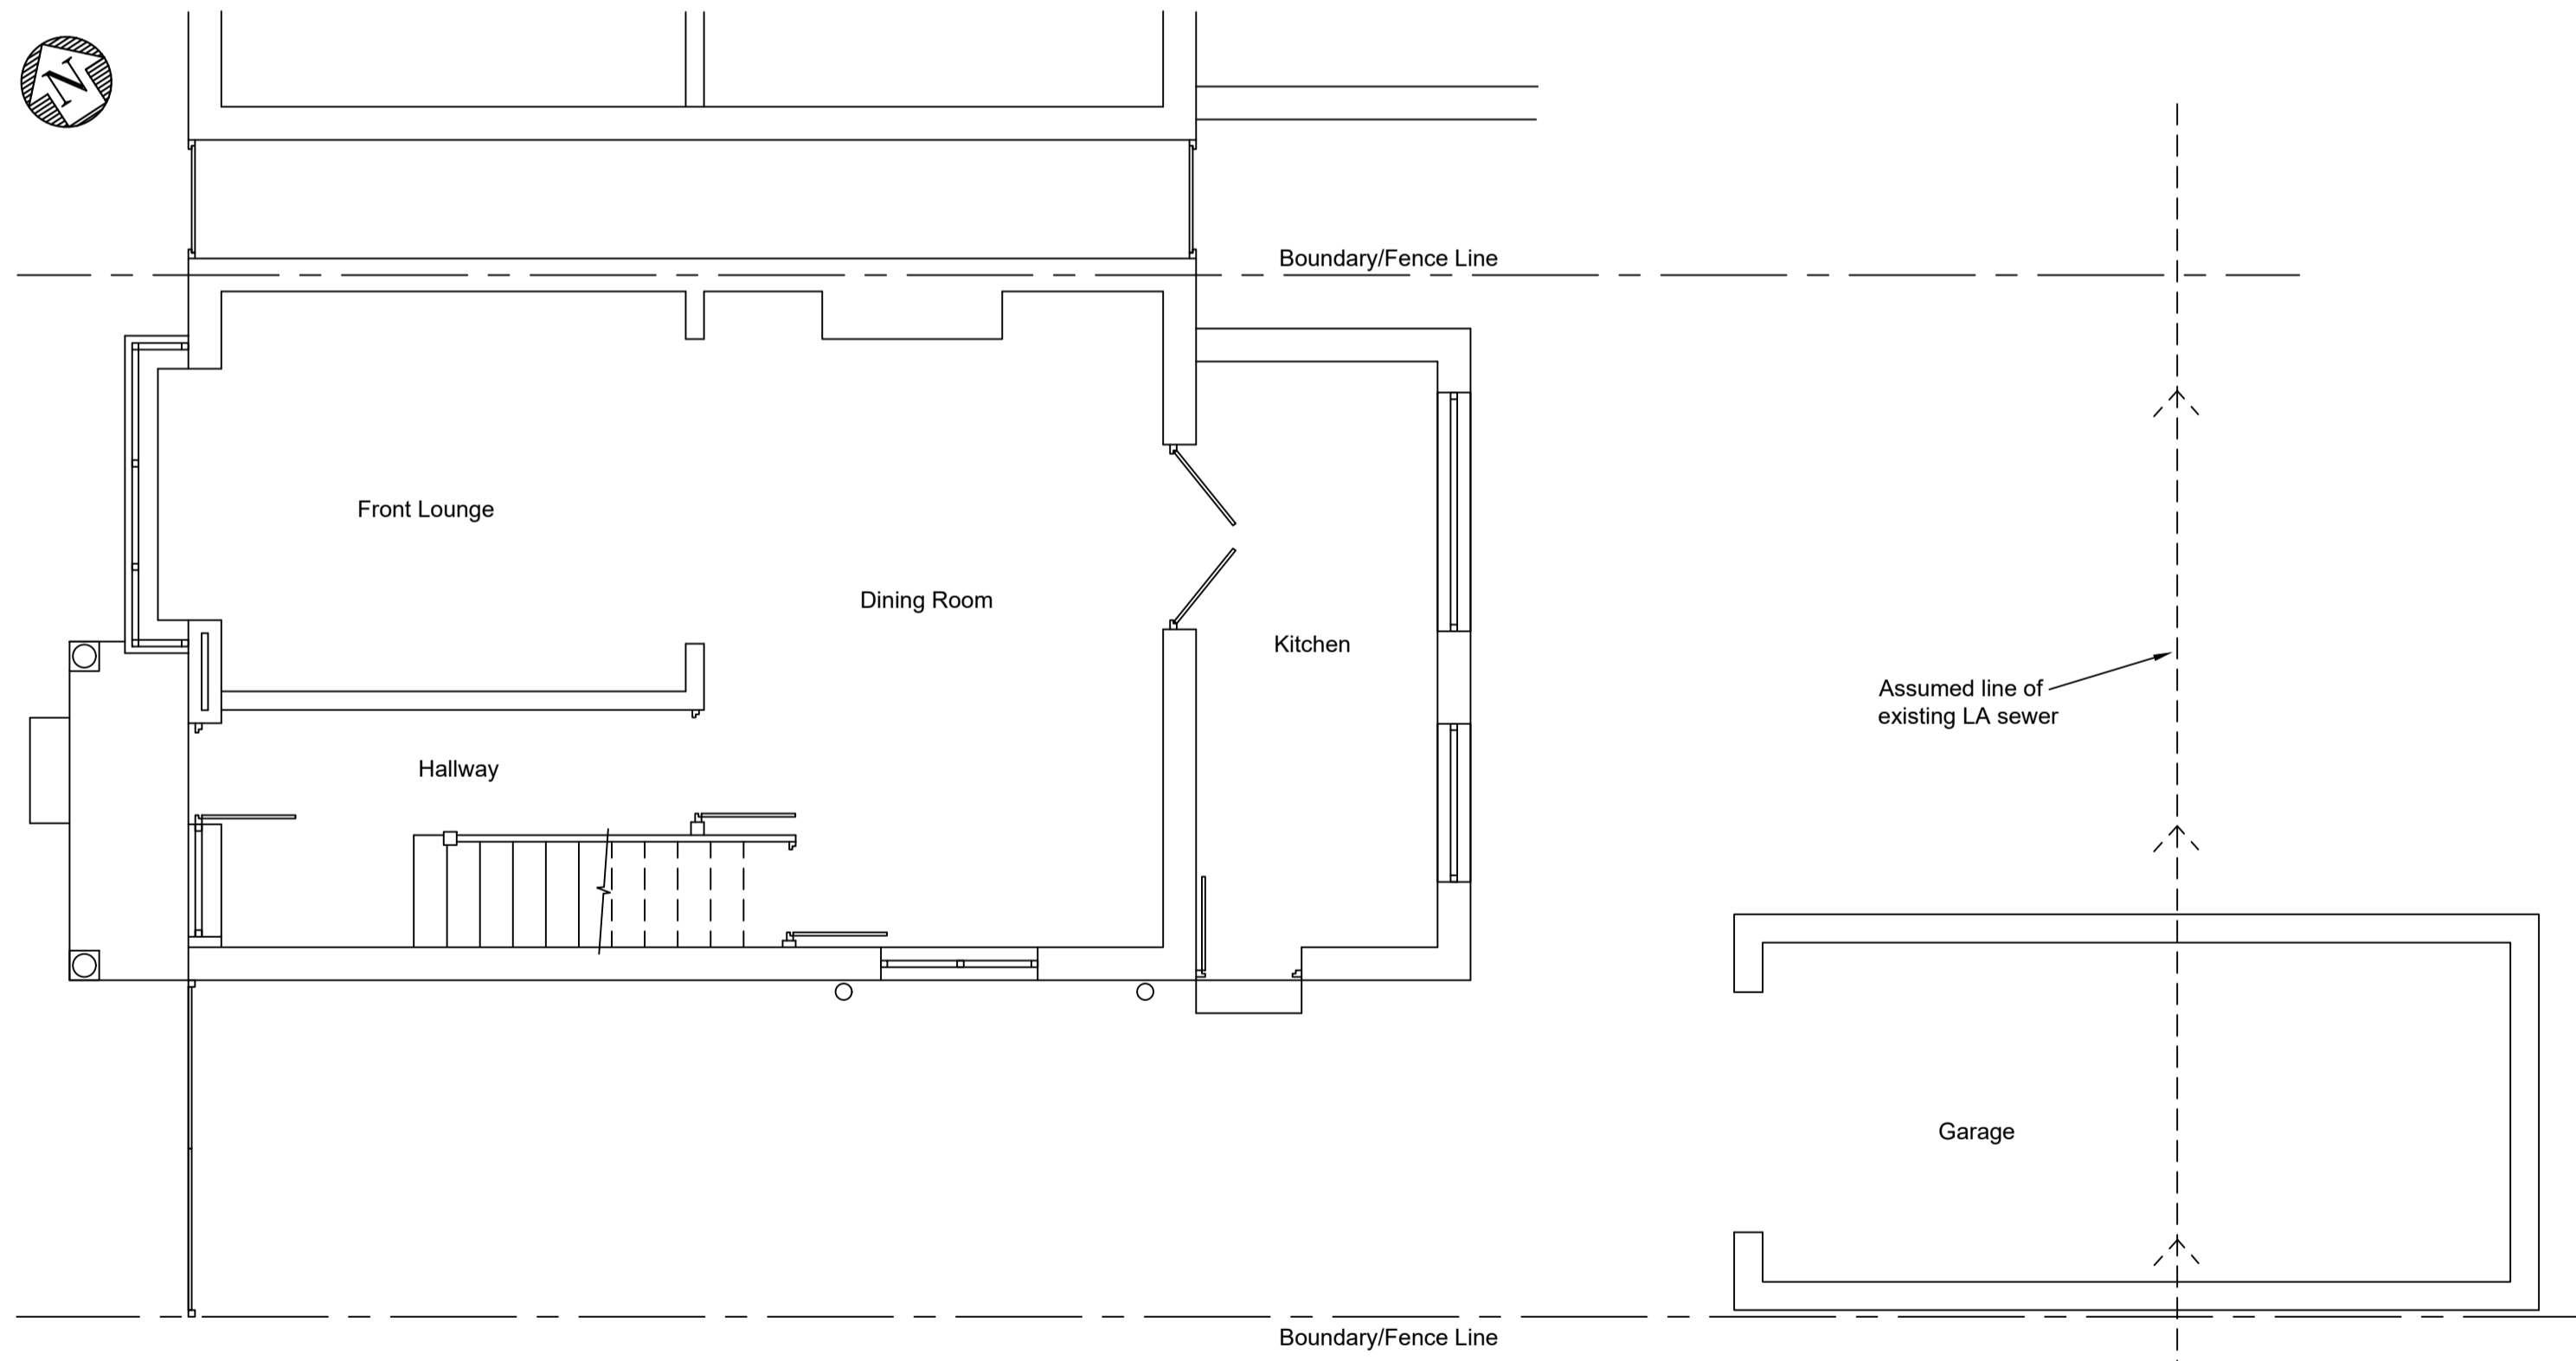 N
Boundary/Fence Line
Front Lounge
Dining Room
Kitchen
Assumed line of
existing LA sewer
Hallway
Garage
Boundary/Fence Line